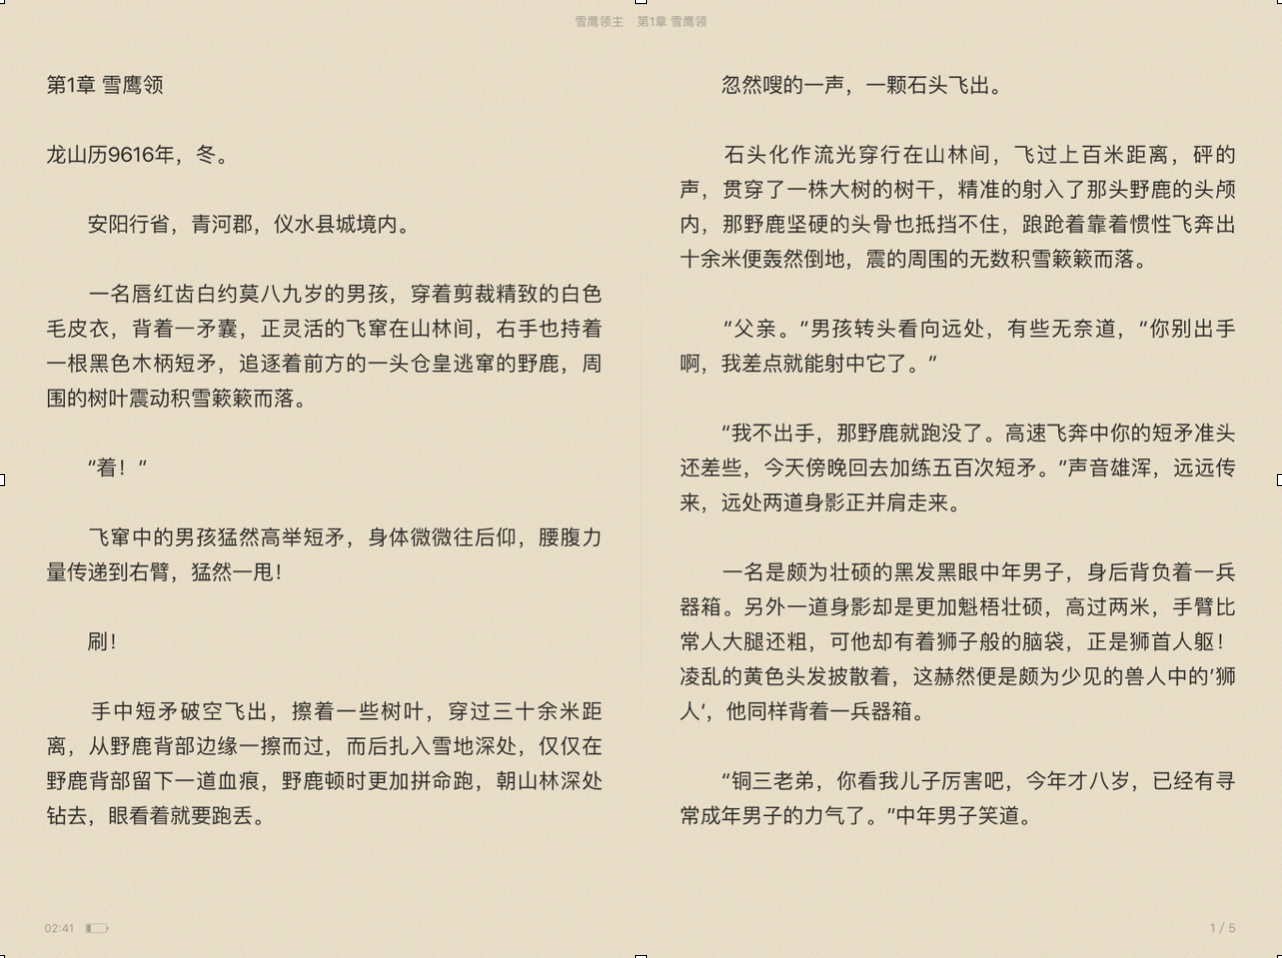 雪鹰领主 第1章 雪鹰领
第1章 雪鹰领
龙山历9616年，冬。
安阳行省，青河郡，仪水县城境内。
一名唇红齿白约莫八九岁的男孩，穿着剪裁精致的白色
毛皮衣，背着一矛囊，正灵活的飞窜在山林间，右手也持着
一根黑色木柄短矛，追逐着前方的一头仓皇逃窜的野鹿，周
围的树叶震动积雪簌簌而落。
“着！”
飞窜中的男孩猛然高举短矛，身体微微往后仰，腰腹力
量传递到右臂，猛然一甩！
刷！
手中短矛破空飞出，擦着一些树叶，穿过三十余米距
离，从野鹿背部边缘一擦而过，而后扎入雪地深处，仅仅在
野鹿背部留下一道血痕，野鹿顿时更加拼命跑，朝山林深处
钻去，眼看着就要跑丢。
忽然嗖的一声，一颗石头飞出。
石头化作流光穿行在山林间，飞过上百米距离，砰的
声，贯穿了一株大树的树干，精准的射入了那头野鹿的头颅
内，那野鹿坚硬的头骨也抵挡不住，踉跄着靠着惯性飞奔出
十余米便轰然倒地，震的周围的无数积雪簌簌而落。
“父亲。”男孩转头看向远处，有些无奈道，“你别出手
啊，我差点就能射中它了。”
“我不出手，那野鹿就跑没了。高速飞奔中你的短矛准头
还差些，今天傍晚回去加练五百次短矛。”声音雄浑，远远传
来，远处两道身影正并肩走来。
一名是颇为壮硕的黑发黑眼中年男子，身后背负着一兵
器箱。另外一道身影却是更加魁梧壮硕，高过两米，手臂比
常人大腿还粗，可他却有着狮子般的脑袋，正是狮首人躯！
凌乱的黄色头发披散着，这赫然便是颇为少见的兽人中的‘狮
人’，他同样背着一兵器箱。
“铜三老弟，你看我儿子厉害吧，今年才八岁，已经有寻
常成年男子的力气了。”中年男子笑道。
02:41
1 / 5